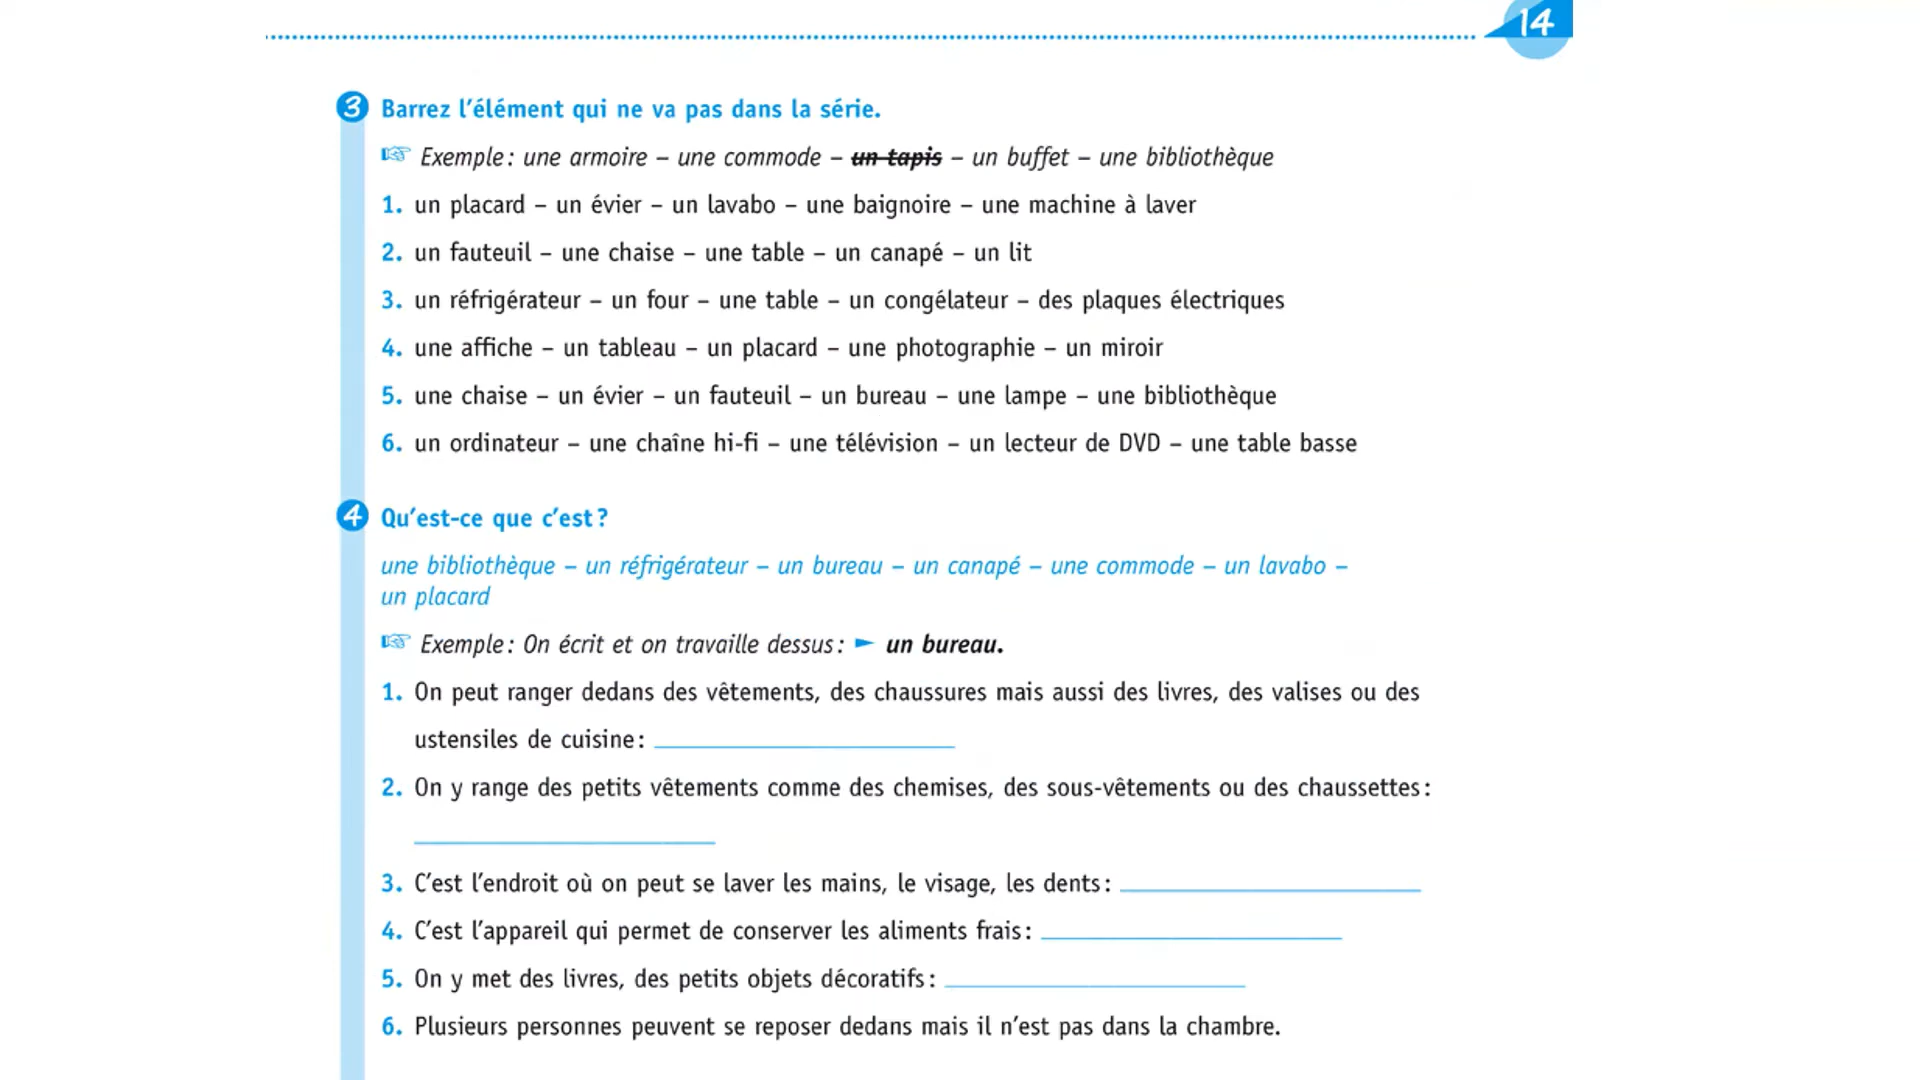 14
3 Barrez l'élément qui ne va pas dans la série.
☞ Exemple : une armoire – une commode – un tapis – un buffet – une bibliothèque
1. un placard – un évier – un lavabo – une baignoire – une machine à laver
2. un fauteuil – une chaise – une table – un canapé – un lit
3. un réfrigérateur – un four – une table – un congélateur – des plaques électriques
4. une affiche – un tableau – un placard – une photographie – un miroir
5. une chaise – un évier – un fauteuil – un bureau – une lampe – une bibliothèque
6. un ordinateur – une chaîne hi-fi – une télévision – un lecteur de DVD – une table basse
4 Qu'est-ce que c'est ?
une bibliothèque – un réfrigérateur – un bureau – un canapé – une commode – un lavabo –
un placard
☞ Exemple : On écrit et on travaille dessus : ► un bureau.
1. On peut ranger dedans des vêtements, des chaussures mais aussi des livres, des valises ou des
ustensiles de cuisine :
2. On y range des petits vêtements comme des chemises, des sous-vêtements ou des chaussettes :
3. C'est l'endroit où on peut se laver les mains, le visage, les dents :
4. C'est l'appareil qui permet de conserver les aliments frais :
5. On y met des livres, des petits objets décoratifs :
6. Plusieurs personnes peuvent se reposer dedans mais il n'est pas dans la chambre.